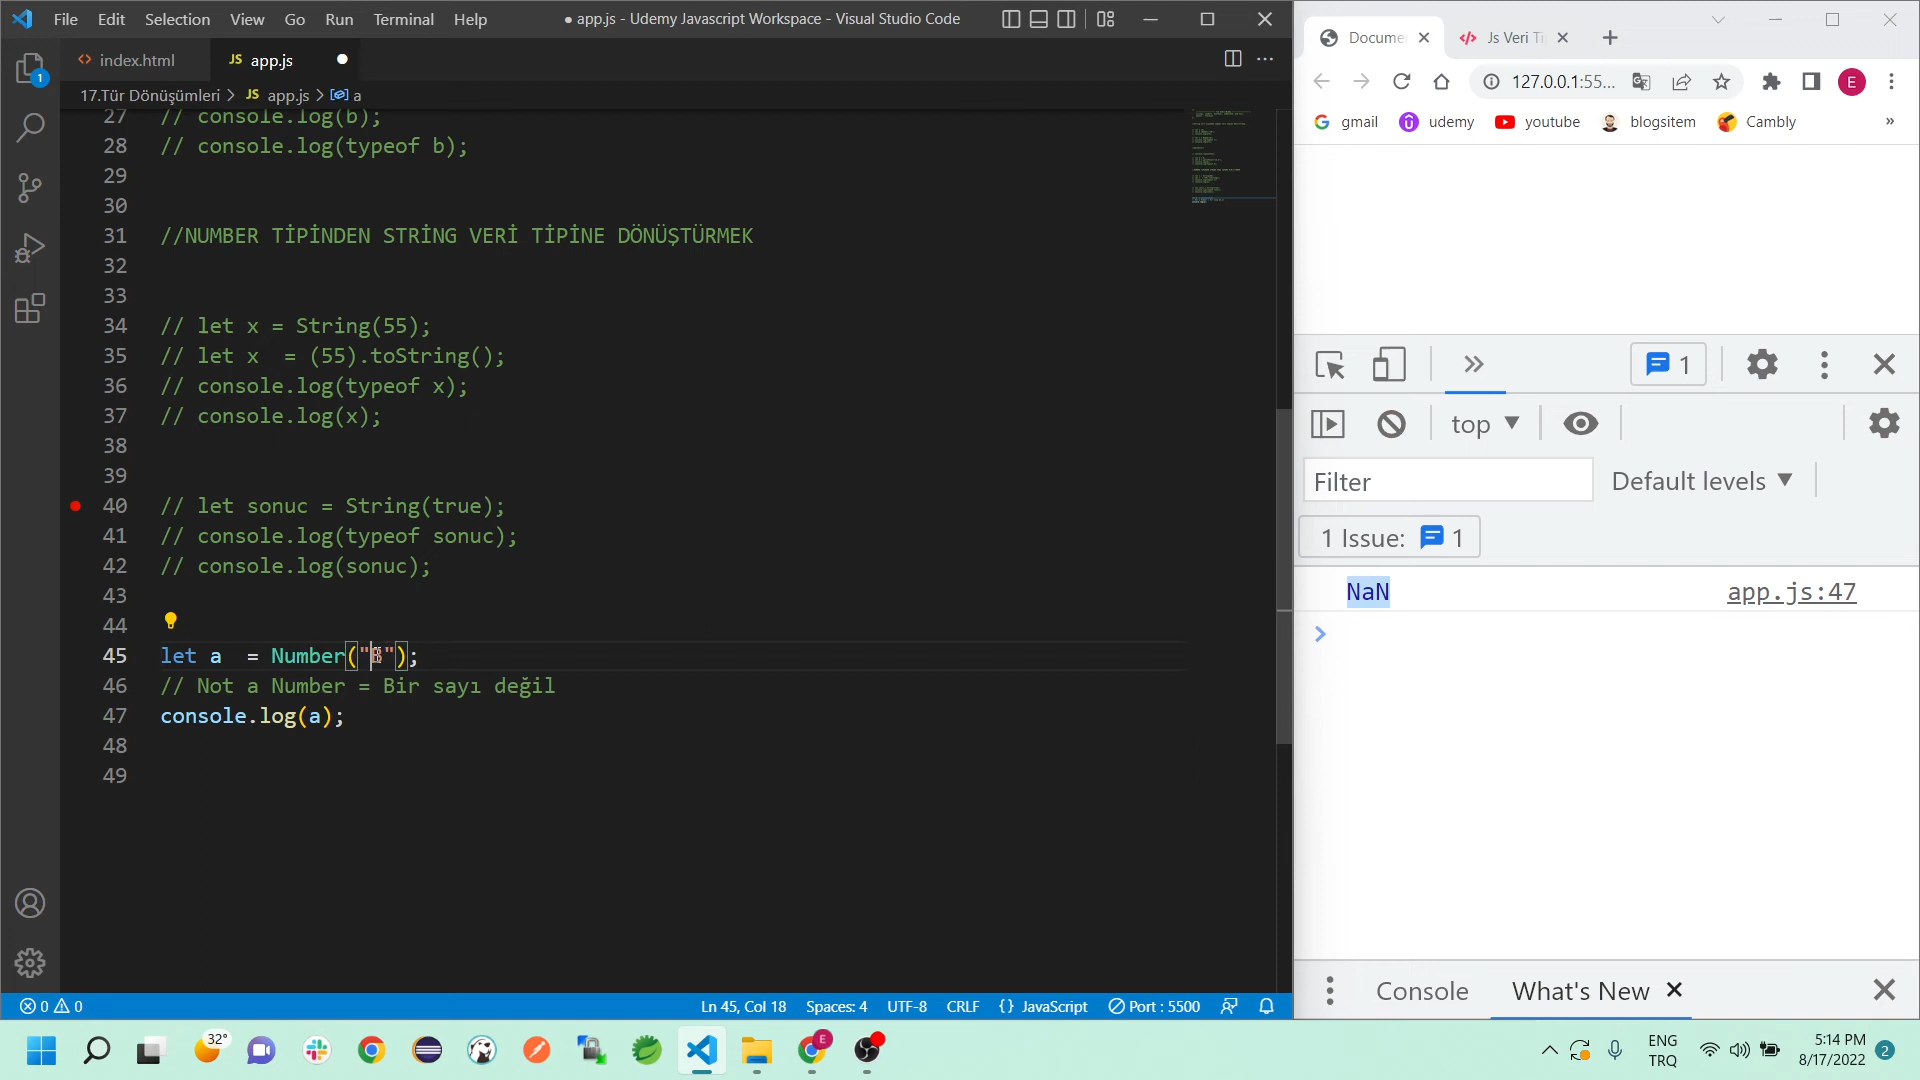 File Edit Selection View Go Run Terminal Help
● app.js - Udemy Javascript Workspace - Visual Studio Code
index.html
JS app.js
17.Tür Dönüşümleri > JS app.js > a
27 // console.log(b);
28 // console.log(typeof b);
29
30
31 //NUMBER TİPİNDEN STRİNG VERİ TİPİNE DÖNÜŞTÜRMEK
32
33
34 // let x = String(55);
35 // let x  = (55).toString();
36 // console.log(typeof x);
37 // console.log(x);
38
39
40 // let sonuc = String(true);
41 // console.log(typeof sonuc);
42 // console.log(sonuc);
43
44
45 let a  = Number("B");
46 // Not a Number = Bir sayı değil
47 console.log(a);
48
49
0 0
Ln 45, Col 18
Spaces: 4
UTF-8
CRLF
{ } JavaScript
Port : 5500
1
Docume
Js Veri Ti
127.0.0.1:55...
E
gmail
udemy
youtube
blogsitem
Cambly
»
1
top
Filter
Default levels
1 Issue: 1
NaN app.js:47
Console
What's New
32°
E
ENG
TRQ
5:14 PM
8/17/2022
2